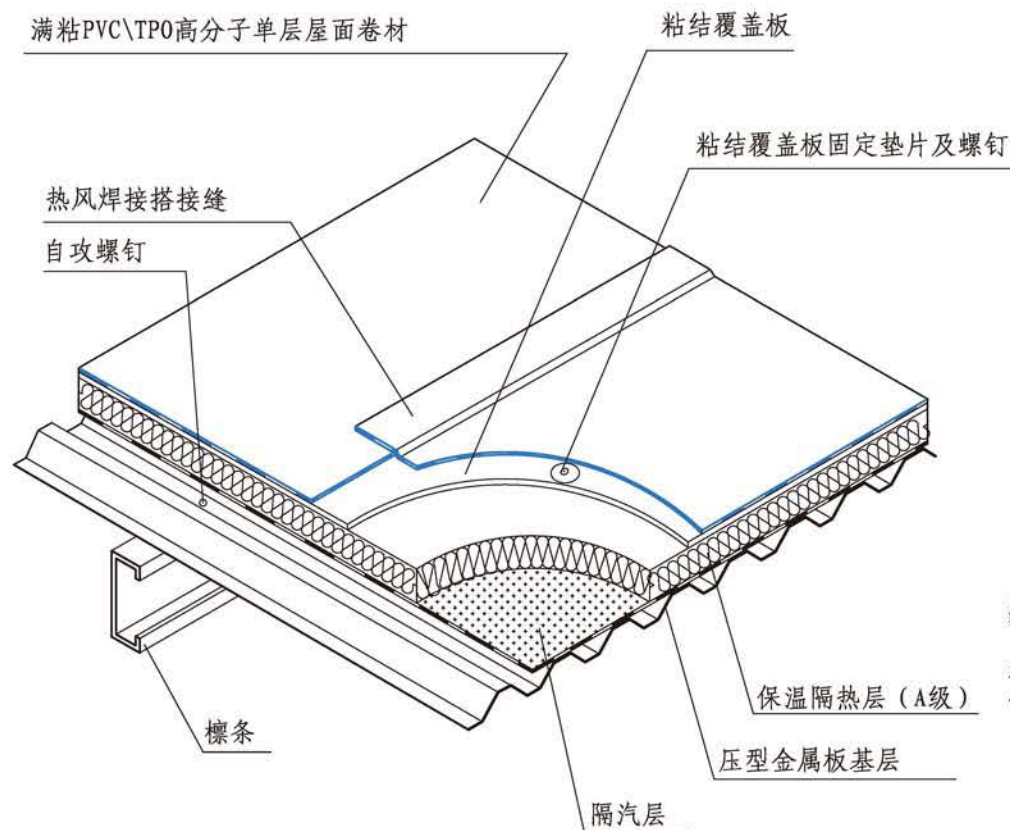 满粘PVC\TPO高分子单层屋面卷材
粘结覆盖板
粘结覆盖板固定垫片及螺钉
热风焊接搭接缝
自攻螺钉
保温隔热层（A级）
檩条
压型金属板基层
隔汽层